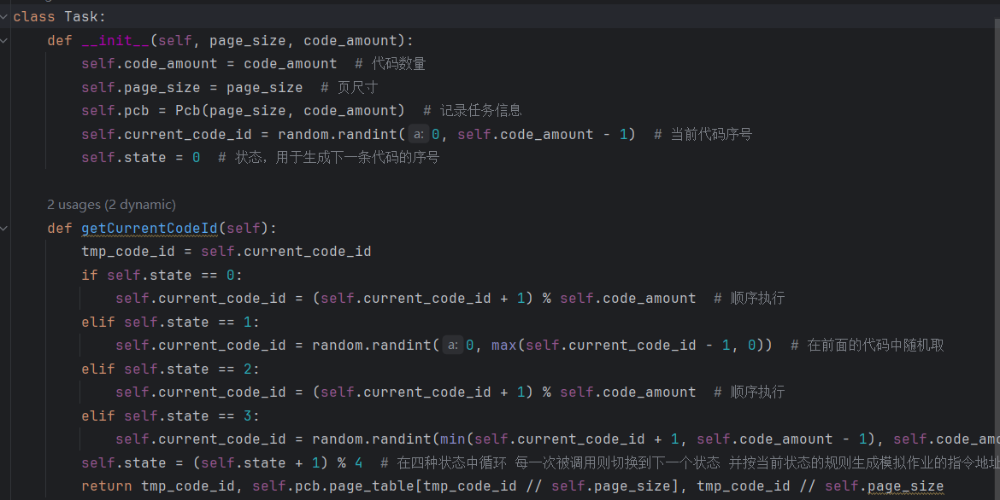 class Task:
def __init__(self, page_size, code_amount):
self.code_amount = code_amount  # 代码数量
self.page_size = page_size  # 页尺寸
self.pcb = Pcb(page_size, code_amount)  # 记录任务信息
self.current_code_id = random.randint( a: 0, self.code_amount - 1)  # 当前代码序号
self.state = 0  # 状态，用于生成下一条代码的序号
2 usages (2 dynamic)
def getCurrentCodeId(self):
tmp_code_id = self.current_code_id
if self.state == 0:
self.current_code_id = (self.current_code_id + 1) % self.code_amount  # 顺序执行
elif self.state == 1:
self.current_code_id = random.randint( a: 0, max(self.current_code_id - 1, 0))  # 在前面的代码中随机取
elif self.state == 2:
self.current_code_id = (self.current_code_id + 1) % self.code_amount  # 顺序执行
elif self.state == 3:
self.current_code_id = random.randint(min(self.current_code_id + 1, self.code_amount - 1), self.code_amo
self.state = (self.state + 1) % 4  # 在四种状态中循环 每一次被调用则切换到下一个状态 并按当前状态的规则生成模拟作业的指令地址
return tmp_code_id, self.pcb.page_table[tmp_code_id // self.page_size], tmp_code_id // self.page_size